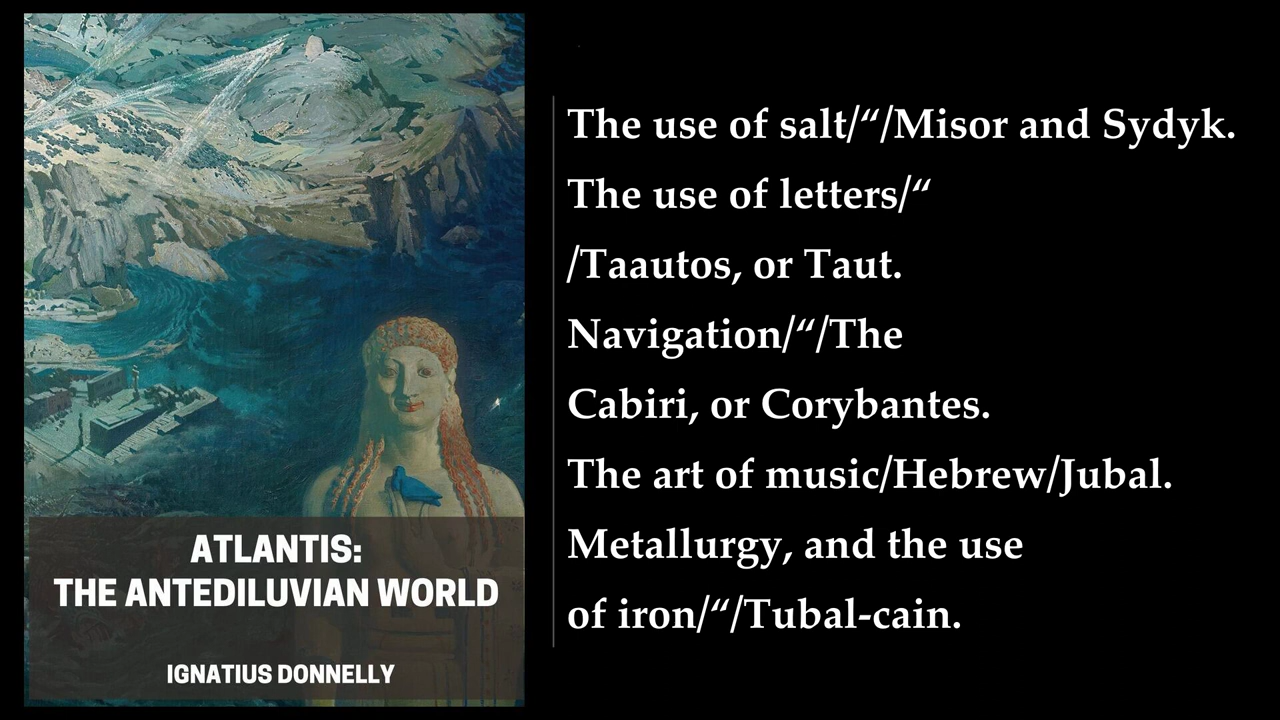 ATLANTIS:
THE ANTEDILUVIAN WORLD
IGNATIUS DONNELLY
The use of salt/“/Misor and Sydyk.
The use of letters/“
/Taautos, or Taut.
Navigation/“/The
Cabiri, or Corybantes.
The art of music/Hebrew/Jubal.
Metallurgy, and the use
of iron/“/Tubal-cain.